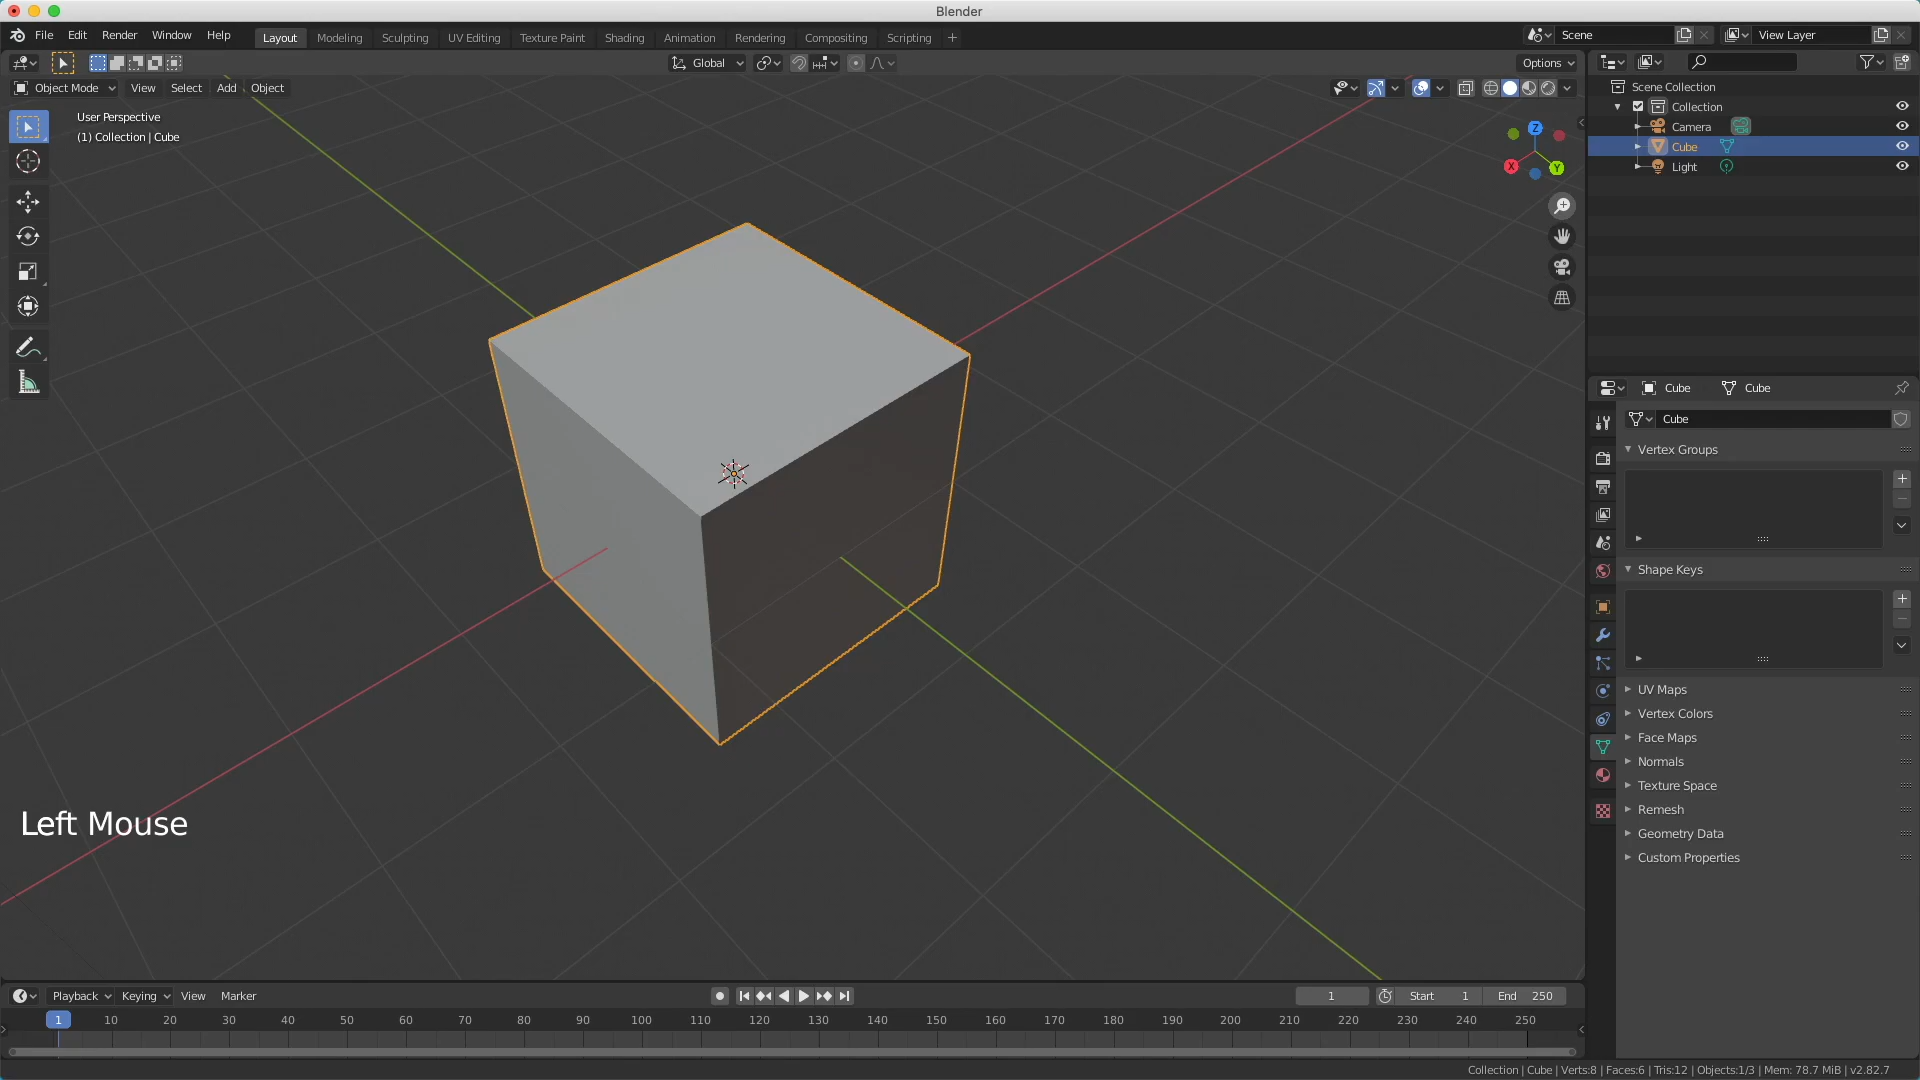 Blender
File Edit Render Window Help Layout Modeling Sculpting UV Editing Texture Paint Shading Animation Rendering Compositing Scripting + Scene View Layer
Global Options
Object Mode View Select Add Object
User Perspective
(1) Collection | Cube
Z
X
Y
Scene Collection
Collection
Camera
Cube
Light
Cube Cube
Cube
Vertex Groups
Shape Keys
UV Maps
Vertex Colors
Face Maps
Normals
Texture Space
Remesh
Geometry Data
Custom Properties
Left Mouse
Playback Keying View Marker 1 Start 1 End 250
1 10 20 30 40 50 60 70 80 90 100 110 120 130 140 150 160 170 180 190 200 210 220 230 240 250
Collection | Cube | Verts:8 | Faces:6 | Tris:12 | Objects:1/3 | Mem: 78.7 MiB | v2.82.7